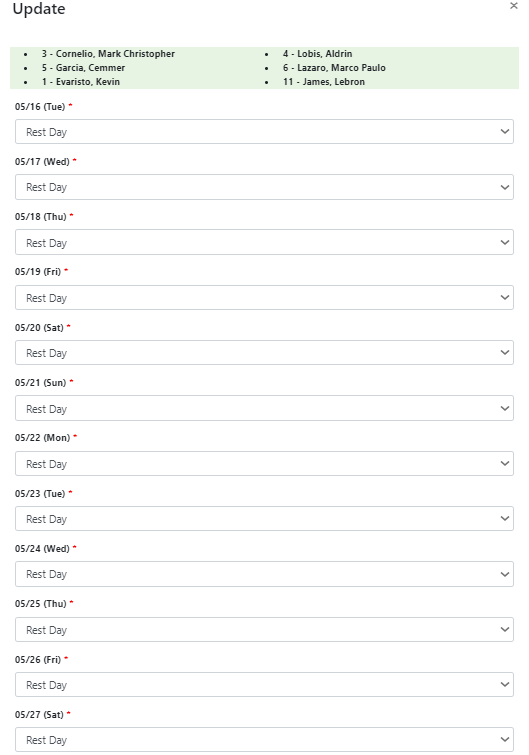 Update
×
• 3 - Cornelio, Mark Christopher
• 5 - Garcia, Cemmer
• 1 - Evaristo, Kevin
• 4 - Lobis, Aldrin
• 6 - Lazaro, Marco Paulo
• 11 - James, Lebron
05/16 (Tue) *
Rest Day
05/17 (Wed) *
Rest Day
05/18 (Thu) *
Rest Day
05/19 (Fri) *
Rest Day
05/20 (Sat) *
Rest Day
05/21 (Sun) *
Rest Day
05/22 (Mon) *
Rest Day
05/23 (Tue) *
Rest Day
05/24 (Wed) *
Rest Day
05/25 (Thu) *
Rest Day
05/26 (Fri) *
Rest Day
05/27 (Sat) *
Rest Day